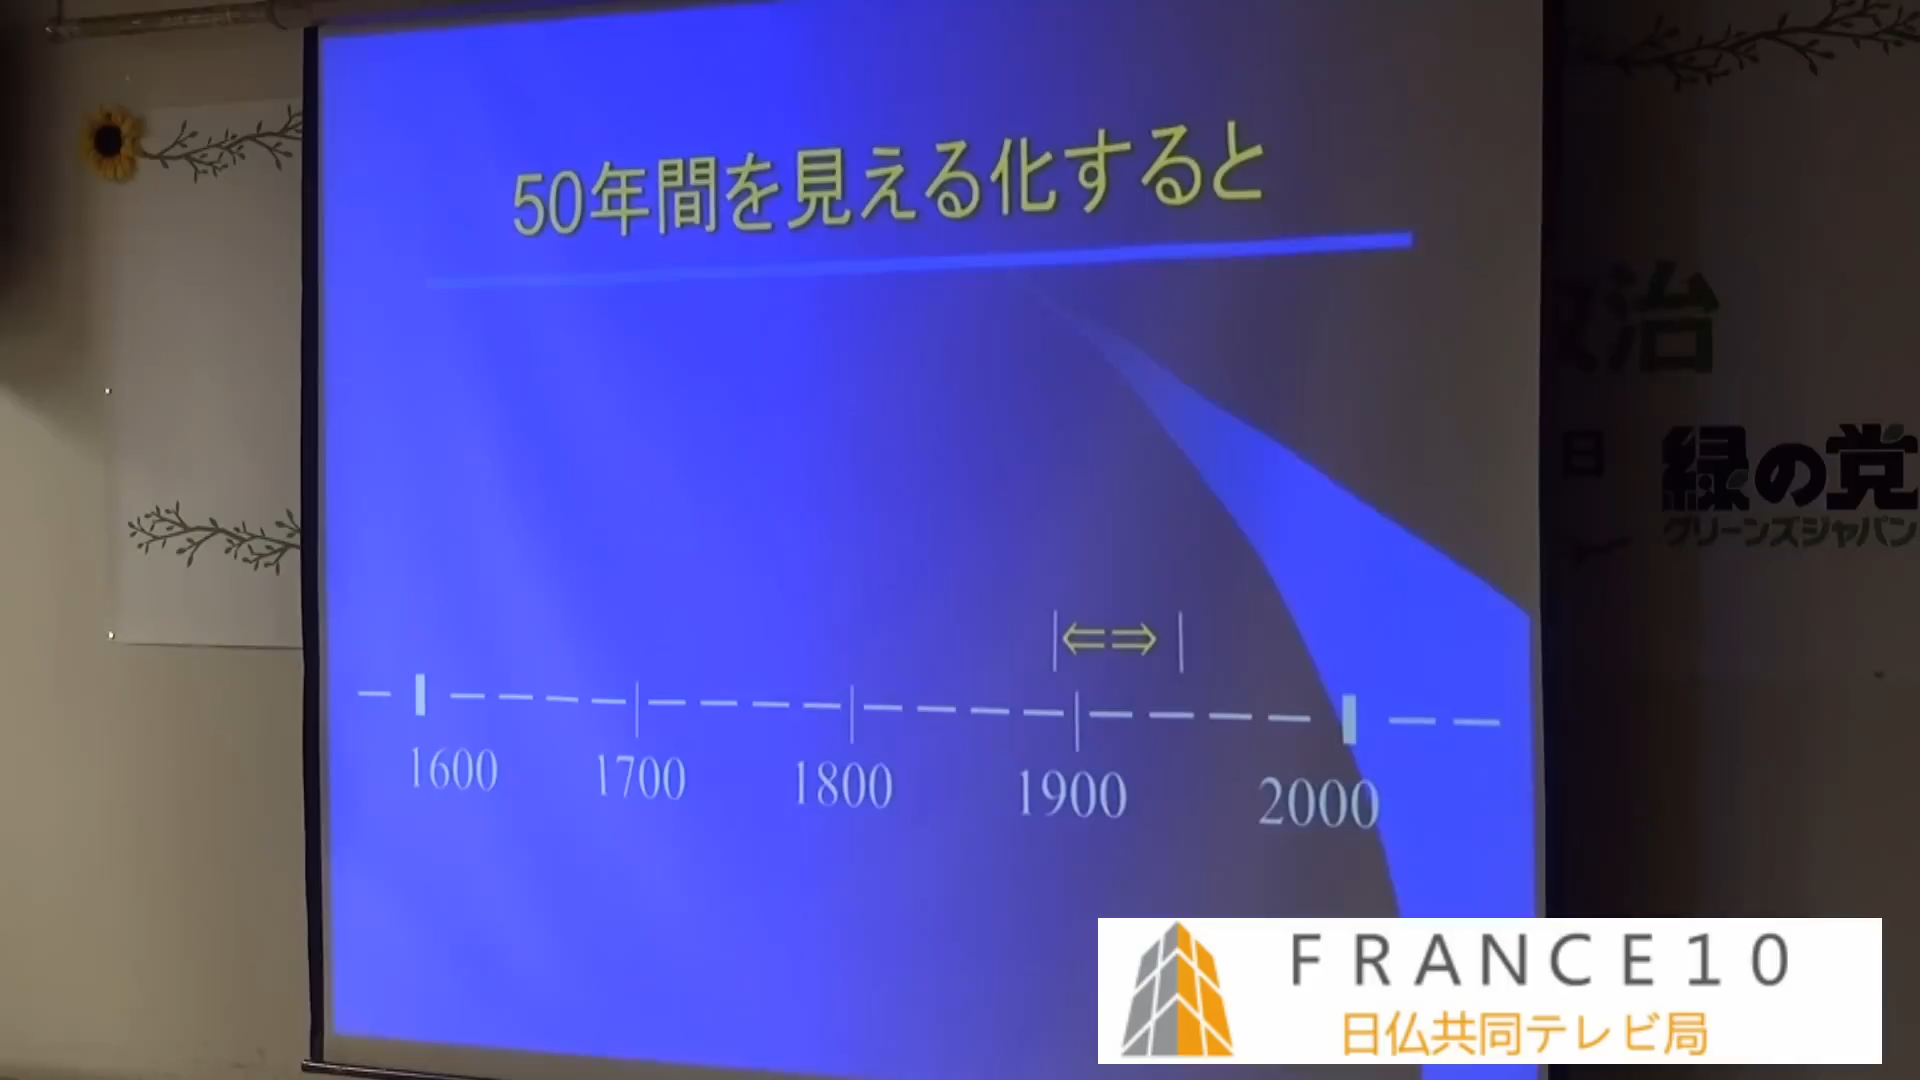 50年間を見える化すると
治
日
緑の党
グリーンズジャパン
|⇐⇒|
1600 1700 1800 1900 2000
FRANCE10
日仏共同テレビ局